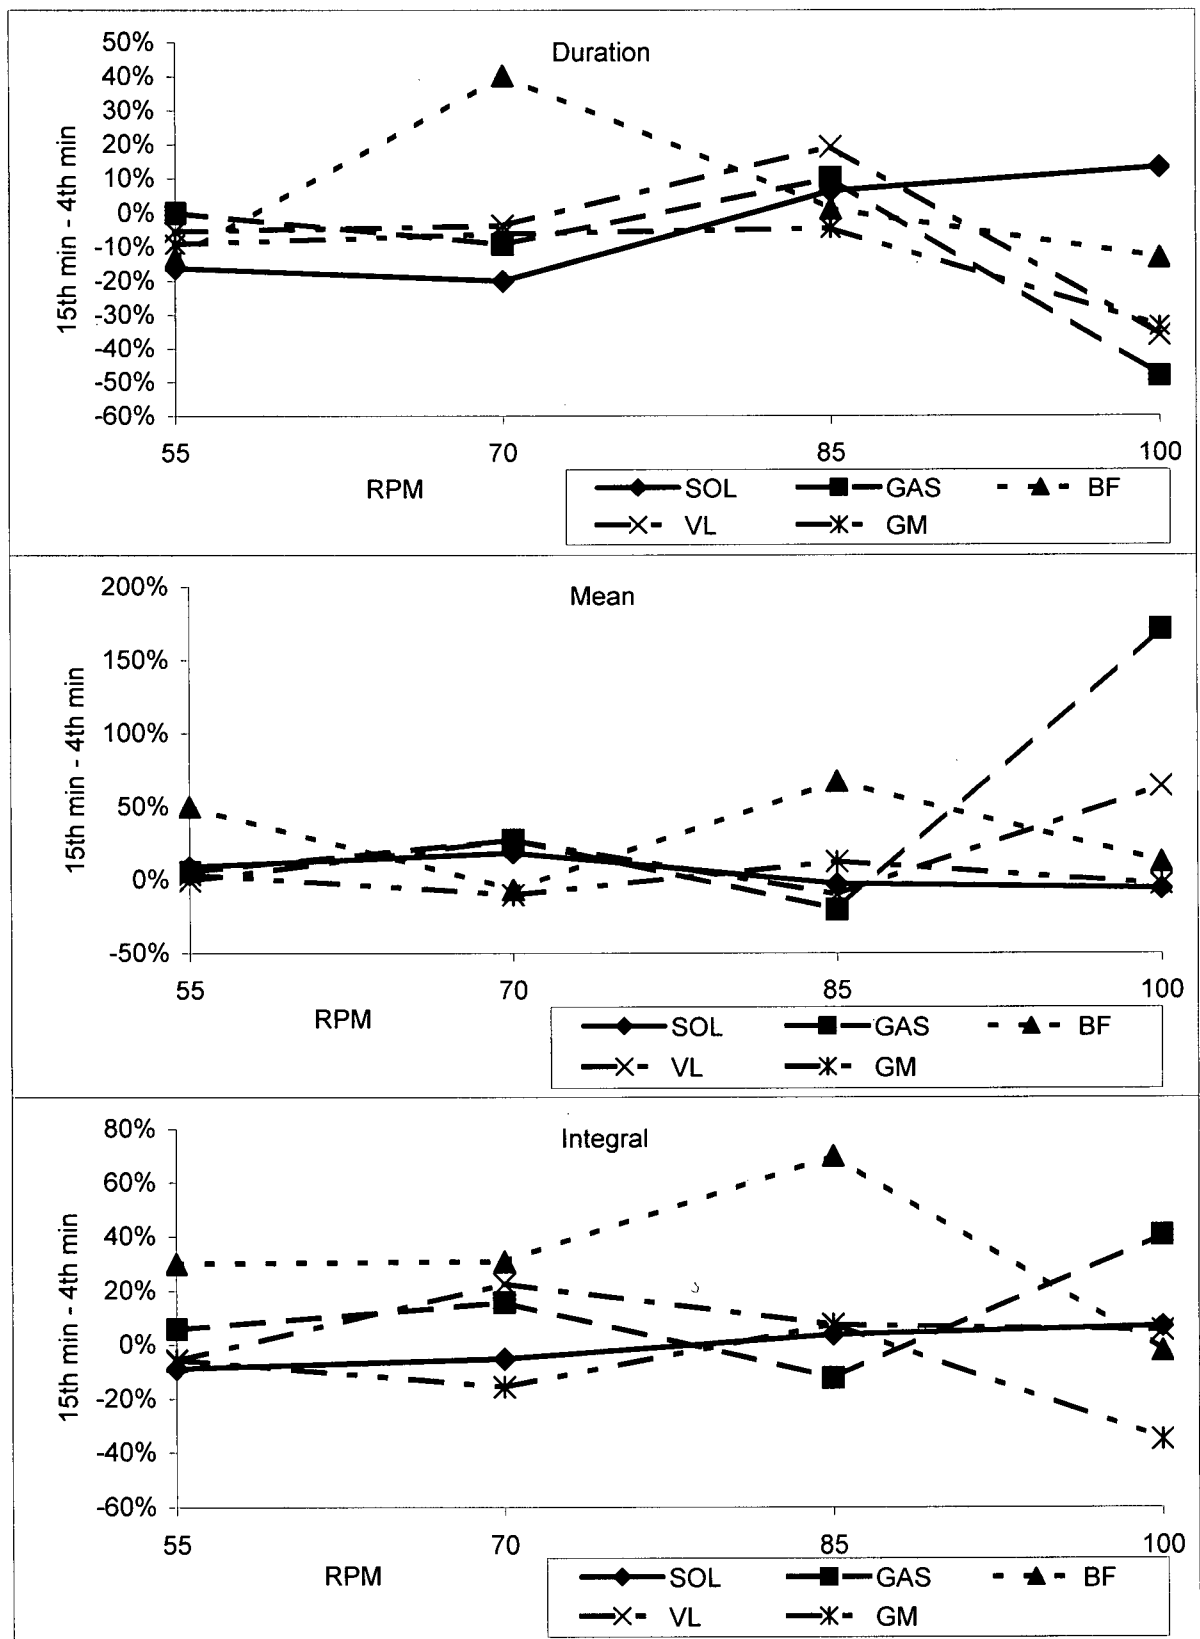 Duration
50%
40%
30%
20%
10%
0%
-10%
-20%
-30%
-40%
-50%
-60%
15th min - 4th min
55 70 85 100
RPM
SOL GAS BF
VL GM
Mean
200%
150%
100%
50%
0%
-50%
15th min - 4th min
55 70 85 100
RPM
SOL GAS BF
VL GM
Integral
80%
60%
40%
20%
0%
-20%
-40%
-60%
15th min - 4th min
55 70 85 100
RPM
SOL GAS BF
VL GM